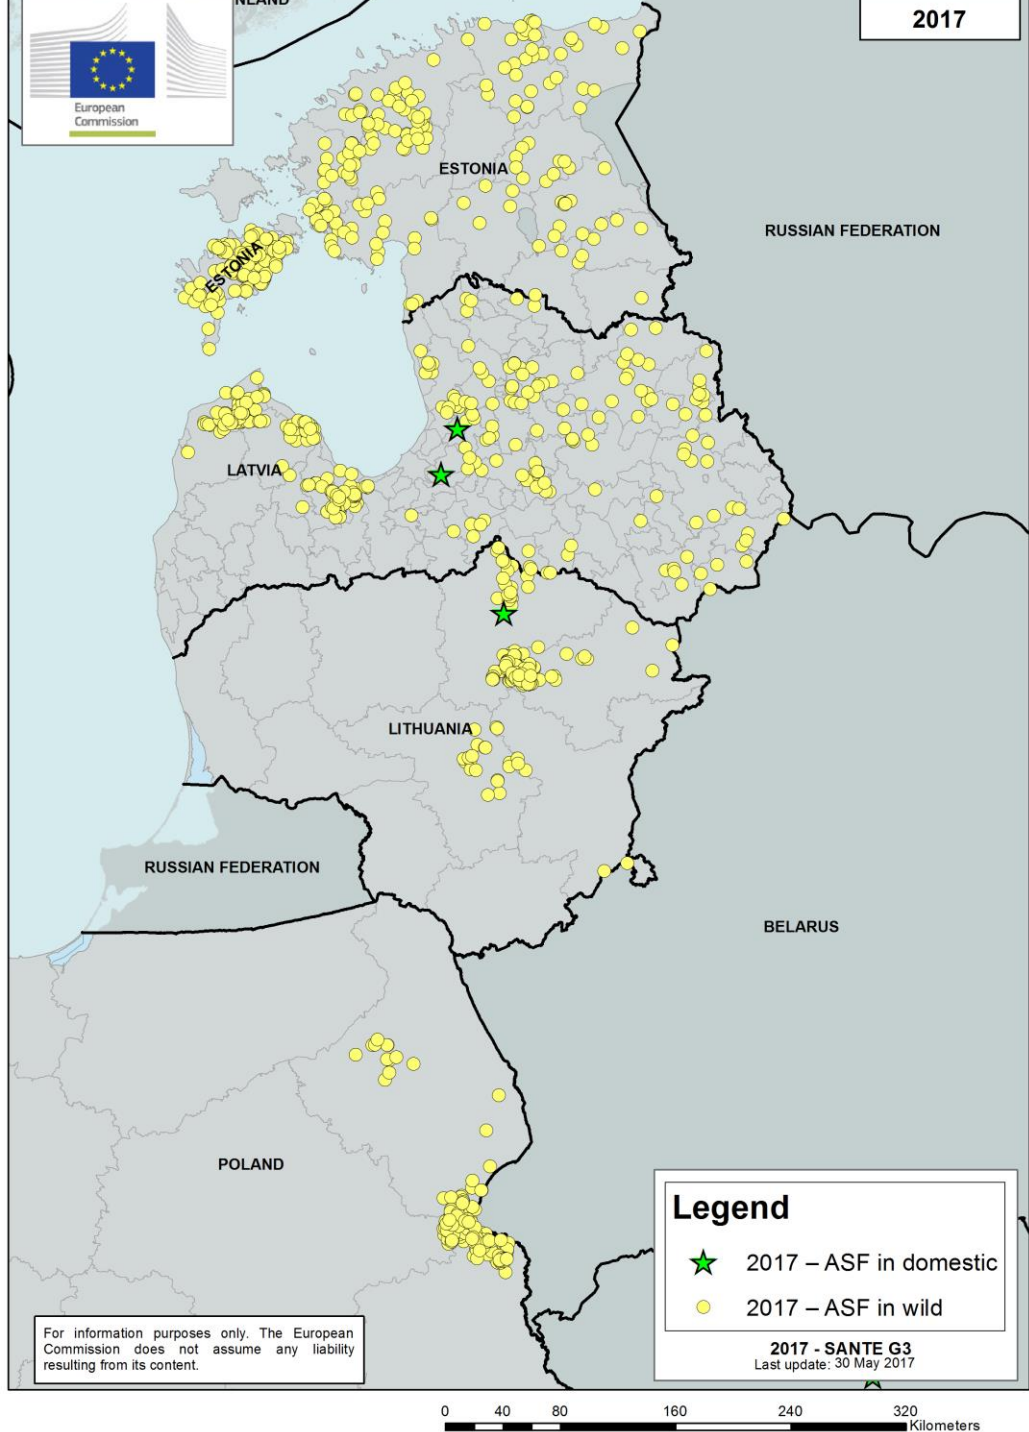 NLAND
2017
European
Commission
ESTONIA
RUSSIAN FEDERATION
ESTONIA
LATVIA
LITHUANIA
RUSSIAN FEDERATION
BELARUS
POLAND
Legend
2017 – ASF in domestic
2017 – ASF in wild
For information purposes only. The European
Commission does not assume any liability
resulting from its content.
2017 - SANTE G3
Last update: 30 May 2017
0 40 80 160 240 320
Kilometers